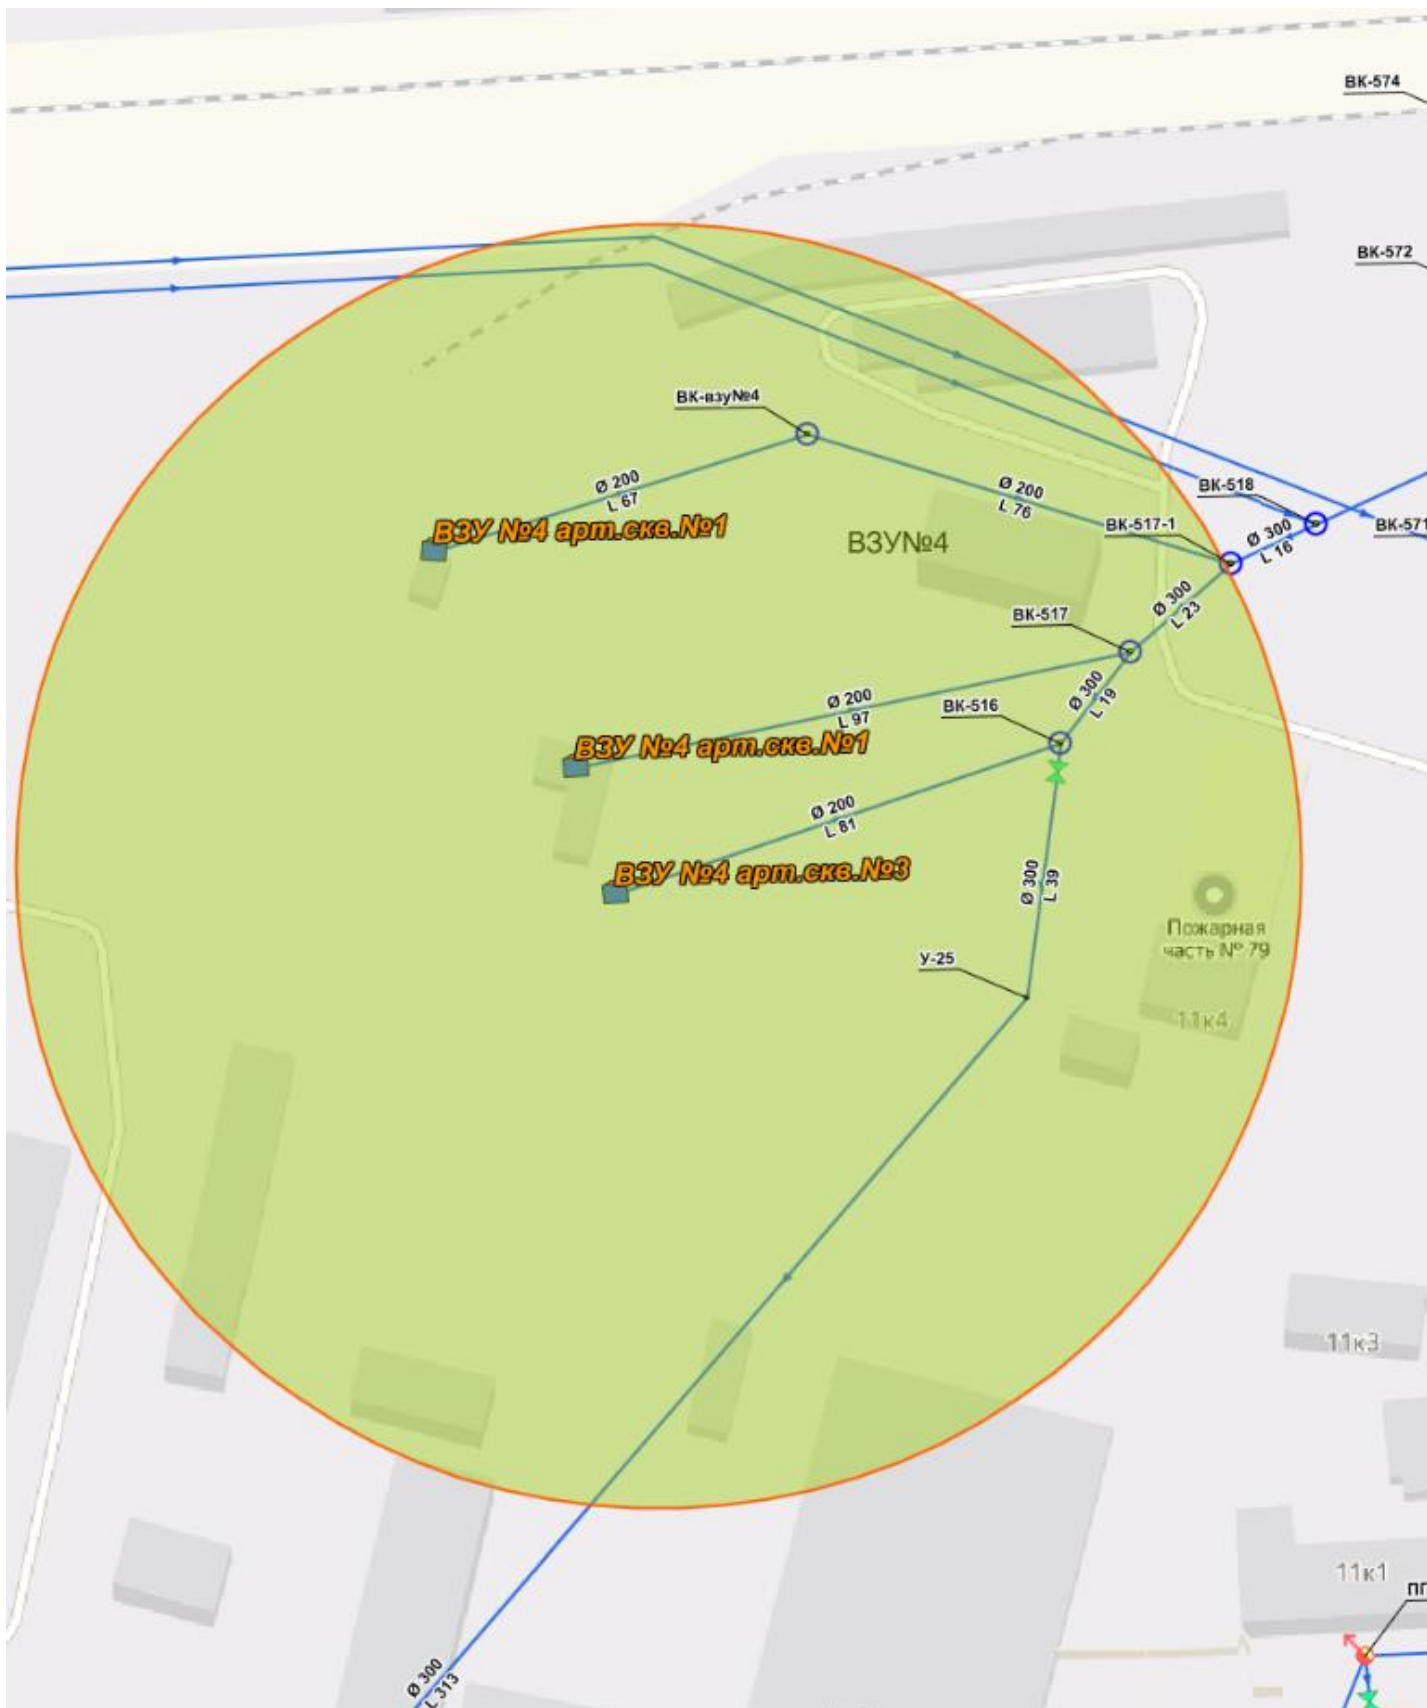 ВК-574
ВК-572
ВК-взу№4
Ø 200
L 67
ВЗУ №4 арт.скв.№1
ВЗУ№4
Ø 200
L 76
ВК-518
ВК-517-1
Ø 300
L 16
ВК-571
Ø 300
L 23
ВК-517
Ø 300
L 19
Ø 200
L 97
ВК-516
ВЗУ №4 арт.скв.№1
Ø 200
L 81
ВЗУ №4 арт.скв.№3
Ø 300
L 39
Пожарная
часть № 79
У-25
11к4
11к3
11к1
ПГ
Ø 300
L 313